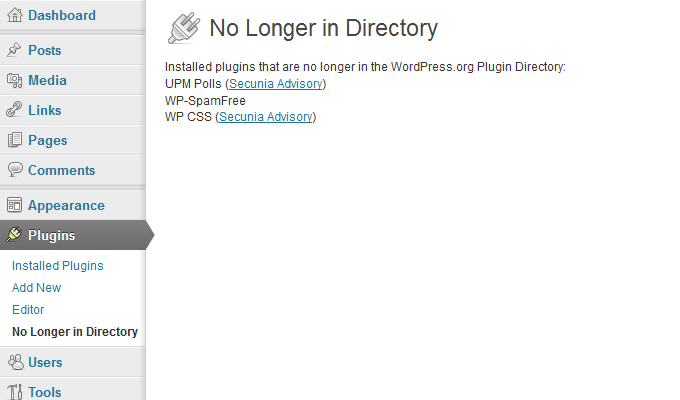 Dashboard
Posts
Media
Links
Pages
Comments
Appearance
Plugins
Installed Plugins
Add New
Editor
No Longer in Directory
Users
Tools
No Longer in Directory
Installed plugins that are no longer in the WordPress.org Plugin Directory:
UPM Polls (Secunia Advisory)
WP-SpamFree
WP CSS (Secunia Advisory)